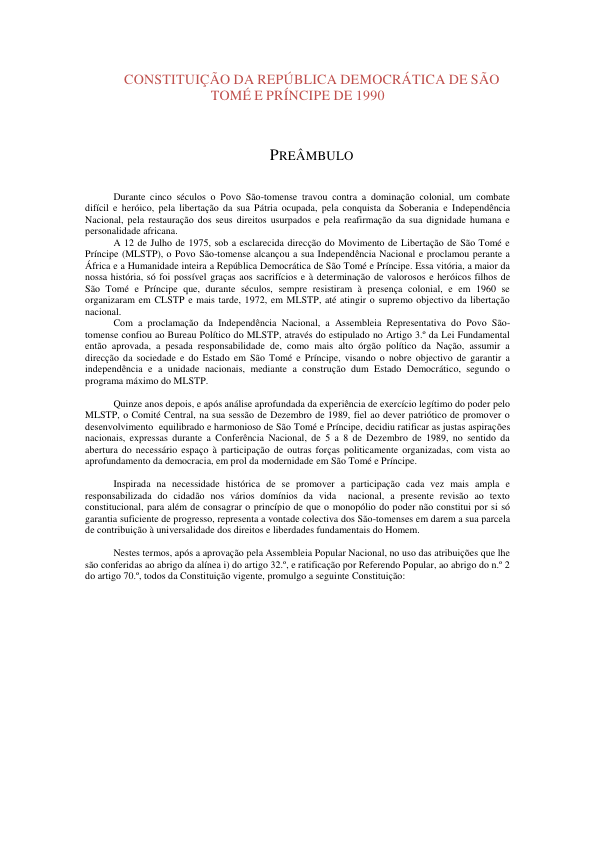 CONSTITUIÇÃO DA REPÚBLICA DEMOCRÁTICA DE SÃO
TOMÉ E PRÍNCIPE DE 1990
PREÂMBULO
Durante cinco séculos o Povo São-tomense travou contra a dominação colonial, um combate
difícil e heróico, pela libertação da sua Pátria ocupada, pela conquista da Soberania e Independência
Nacional, pela restauração dos seus direitos usurpados e pela reafirmação da sua dignidade humana e
personalidade africana.
A 12 de Julho de 1975, sob a esclarecida direcção do Movimento de Libertação de São Tomé e
Príncipe (MLSTP), o Povo São-tomense alcançou a sua Independência Nacional e proclamou perante a
África e a Humanidade inteira a República Democrática de São Tomé e Príncipe. Essa vitória, a maior da
nossa história, só foi possível graças aos sacrifícios e à determinação de valorosos e heróicos filhos de
São Tomé e Príncipe que, durante séculos, sempre resistiram à presença colonial, e em 1960 se
organizaram em CLSTP e mais tarde, 1972, em MLSTP, até atingir o supremo objectivo da libertação
nacional.
Com a proclamação da Independência Nacional, a Assembleia Representativa do Povo São-
tomense confiou ao Bureau Político do MLSTP, através do estipulado no Artigo 3.º da Lei Fundamental
então aprovada, a pesada responsabilidade de, como mais alto órgão político da Nação, assumir a
direcção da sociedade e do Estado em São Tomé e Príncipe, visando o nobre objectivo de garantir a
independência e a unidade nacionais, mediante a construção dum Estado Democrático, segundo o
programa máximo do MLSTP.
Quinze anos depois, e após análise aprofundada da experiência de exercício legítimo do poder pelo
MLSTP, o Comité Central, na sua sessão de Dezembro de 1989, fiel ao dever patriótico de promover o
desenvolvimento equilibrado e harmonioso de São Tomé e Príncipe, decidiu ratificar as justas aspirações
nacionais, expressas durante a Conferência Nacional, de 5 a 8 de Dezembro de 1989, no sentido da
abertura do necessário espaço à participação de outras forças politicamente organizadas, com vista ao
aprofundamento da democracia, em prol da modernidade em São Tomé e Príncipe.
Inspirada na necessidade histórica de se promover a participação cada vez mais ampla e
responsabilizada do cidadão nos vários domínios da vida nacional, a presente revisão ao texto
constitucional, para além de consagrar o princípio de que o monopólio do poder não constitui por si só
garantia suficiente de progresso, representa a vontade colectiva dos São-tomenses em darem a sua parcela
de contribuição à universalidade dos direitos e liberdades fundamentais do Homem.
Nestes termos, após a aprovação pela Assembleia Popular Nacional, no uso das atribuições que lhe
são conferidas ao abrigo da alínea i) do artigo 32.º, e ratificação por Referendo Popular, ao abrigo do n.º 2
do artigo 70.º, todos da Constituição vigente, promulgo a seguinte Constituição: